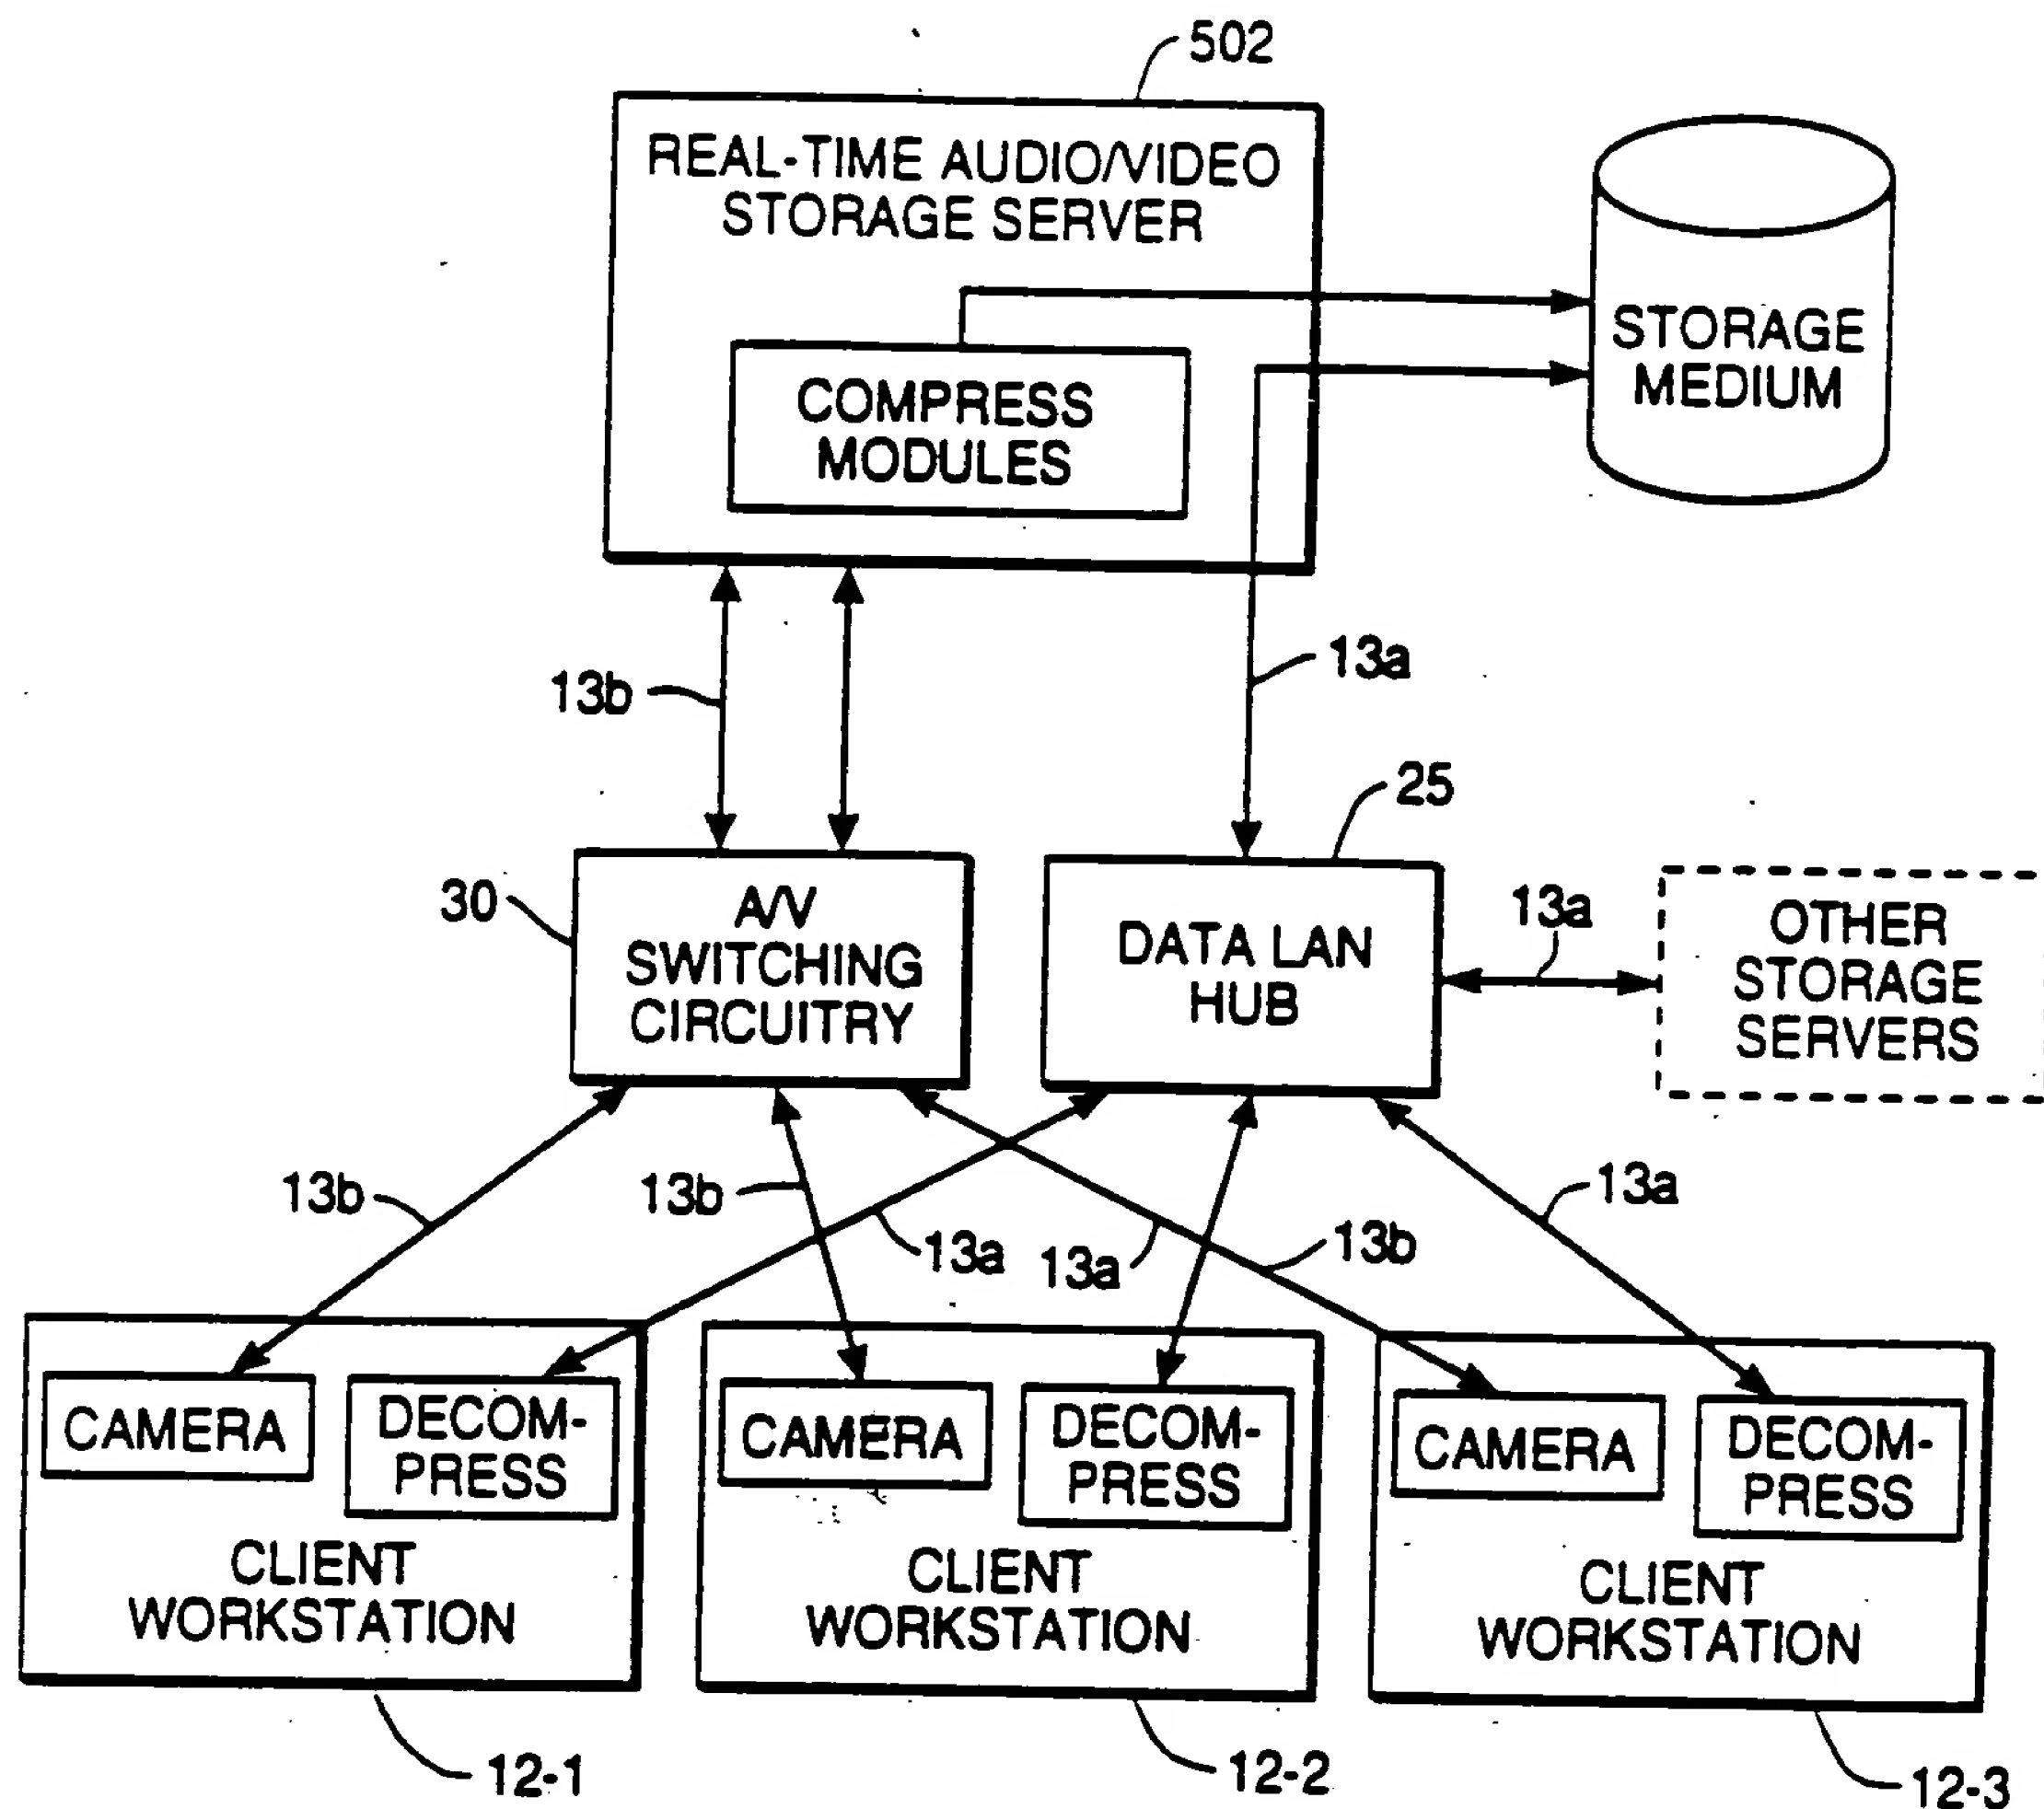 502
REAL-TIME AUDIO/VIDEO
STORAGE SERVER
COMPRESS
MODULES
STORAGE
MEDIUM
13b
13a
25
30
A/V
SWITCHING
CIRCUITRY
DATA LAN
HUB
13a
OTHER
STORAGE
SERVERS
13b
13b
13a
13a
13b
13a
CAMERA
DECOM-
PRESS
CLIENT
WORKSTATION
CAMERA
DECOM-
PRESS
CLIENT
WORKSTATION
CAMERA
DECOM-
PRESS
CLIENT
WORKSTATION
12-1
12-2
12-3